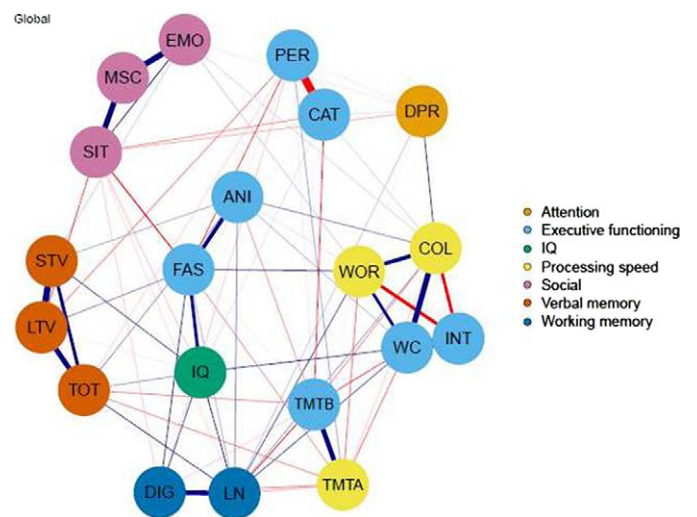 Global
EMO
PER
MSC
CAT
DPR
SIT
ANI
STV
FAS
WOR
COL
LTV
WC
INT
IQ
TOT
TMTB
DIG
LN
TMTA
Attention
Executive functioning
IQ
Processing speed
Social
Verbal memory
Working memory